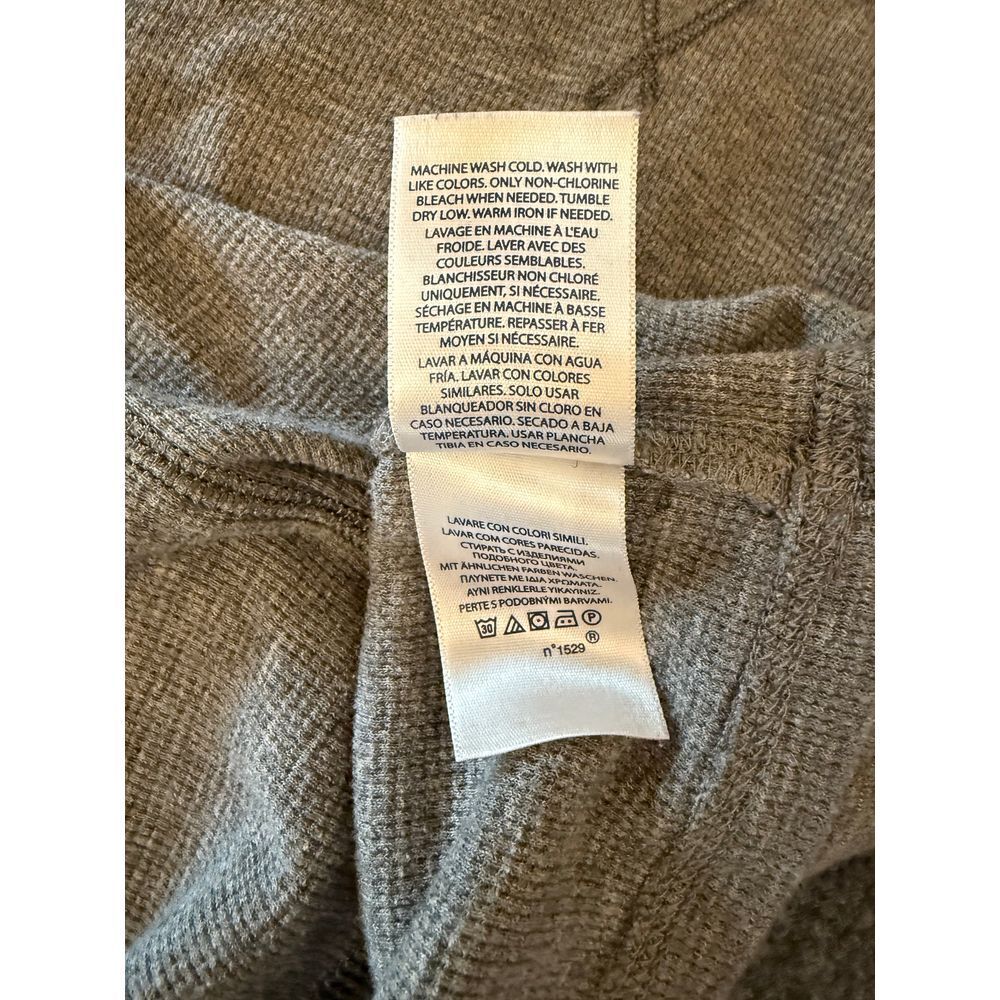 MACHINE WASH COLD. WASH WITH
LIKE COLORS. ONLY NON-CHLORINE
BLEACH WHEN NEEDED. TUMBLE
DRY LOW. WARM IRON IF NEEDED.
LAVAGE EN MACHINE À L'EAU
FROIDE. LAVER AVEC DES
COULEURS SEMBLABLES.
BLANCHISSEUR NON CHLORÉ
UNIQUEMENT, SI NÉCESSAIRE.
SÉCHAGE EN MACHINE À BASSE
TEMPÉRATURE. REPASSER À FER
MOYEN SI NÉCESSAIRE.
LAVAR A MÁQUINA CON AGUA
FRÍA. LAVAR CON COLORES
SIMILARES. SOLO USAR
BLANQUEADOR SIN CLORO EN
CASO NECESARIO. SECADO A BAJA
TEMPERATURA. USAR PLANCHA
TIBIA EN CASO NECESARIO.
LAVARE CON COLORI SIMILI.
LAVAR COM CORES PARECIDAS.
СТИРАТЬ С ИЗДЕЛИЯМИ
ПОДОБНОГО ЦВЕТА.
MIT ÄHNLICHEN FARBEN WASCHEN.
ΠΛΥΝΕΤΕ ΜΕ ΙΔΙΑ ΧΡΩΜΑΤΑ.
AYNI RENKLERLE YIKAYINIZ.
PERTE S PODOBNÝMI BARVAMI.
30 P
n°1529 ®